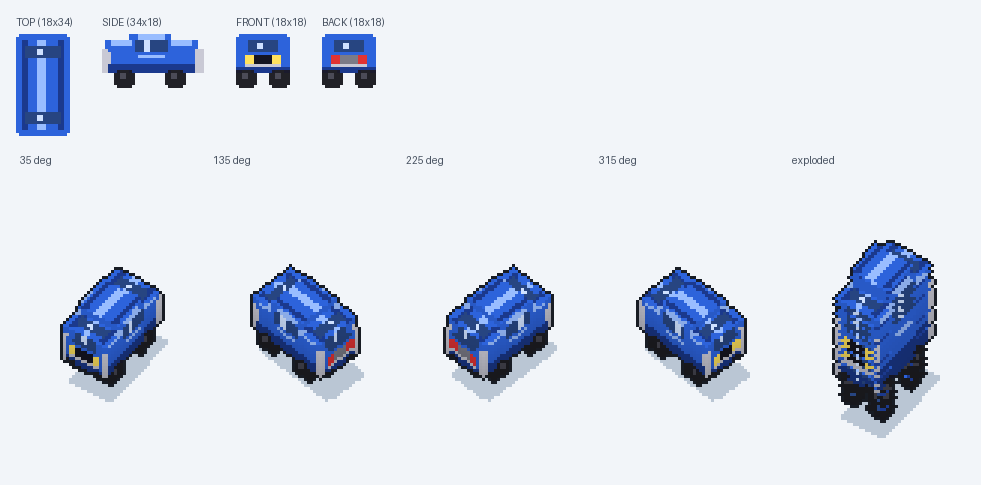 TOP (18x34)
SIDE (34x18)
FRONT (18x18)
BACK (18x18)
35 deg
135 deg
225 deg
315 deg
exploded